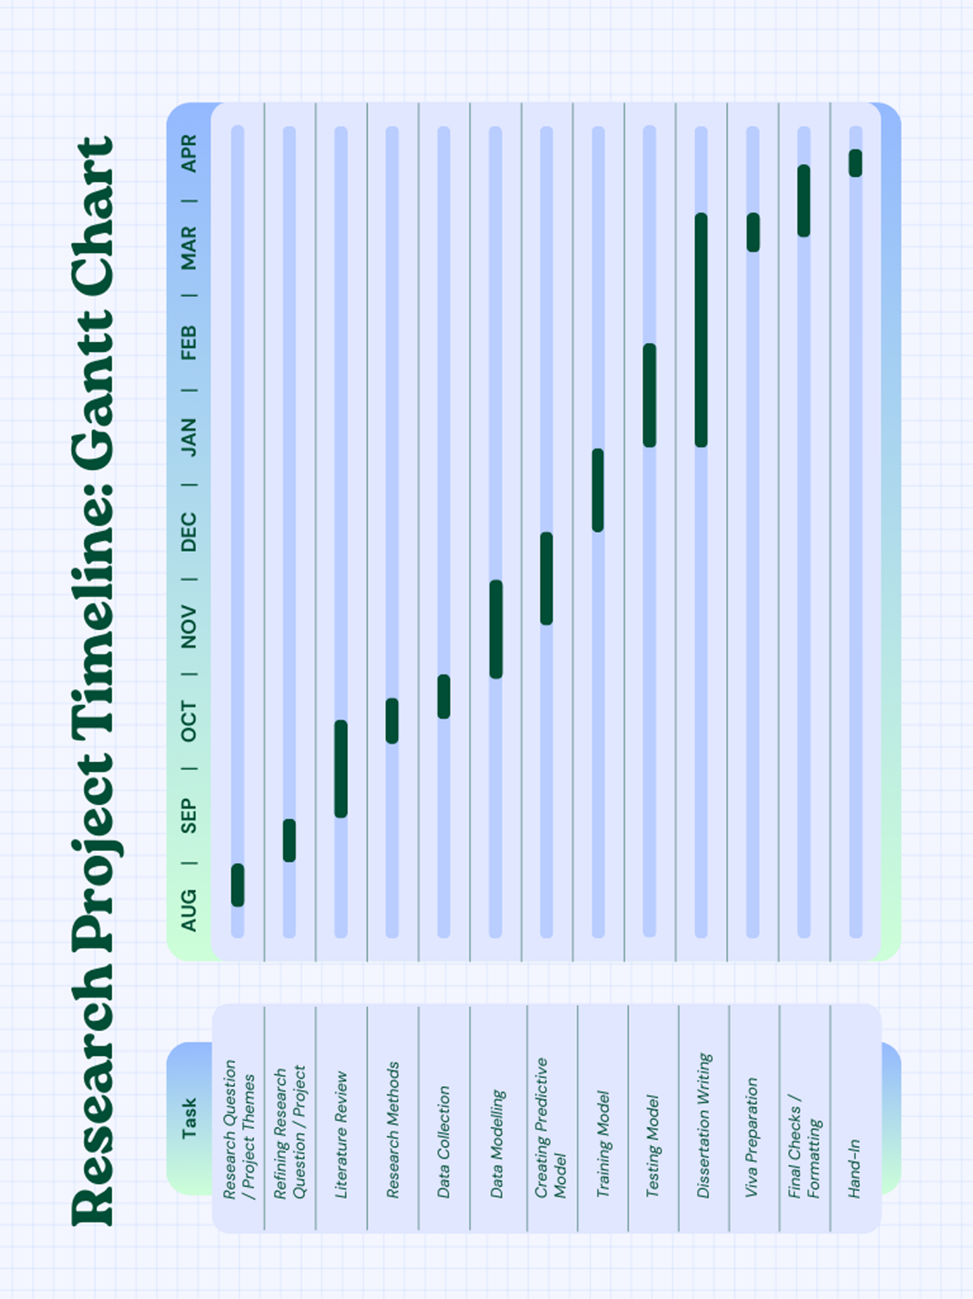 Research Project Timeline: Gantt Chart
Task
AUG | SEP | OCT | NOV | DEC | JAN | FEB | MAR | APR
Research Question
/ Project Themes
Refining Research
Question / Project
Literature Review
Research Methods
Data Collection
Data Modelling
Creating Predictive
Model
Training Model
Testing Model
Dissertation Writing
Viva Preparation
Final Checks /
Formatting
Hand-In